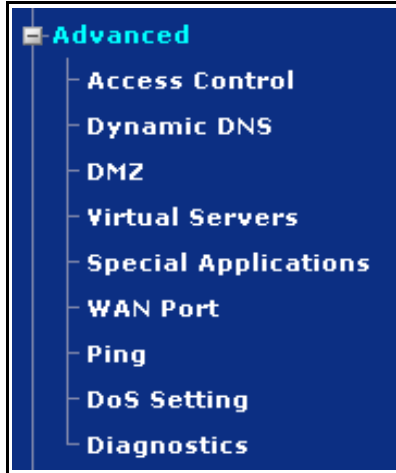 Advanced
Access Control
Dynamic DNS
DMZ
Virtual Servers
Special Applications
WAN Port
Ping
DoS Setting
Diagnostics